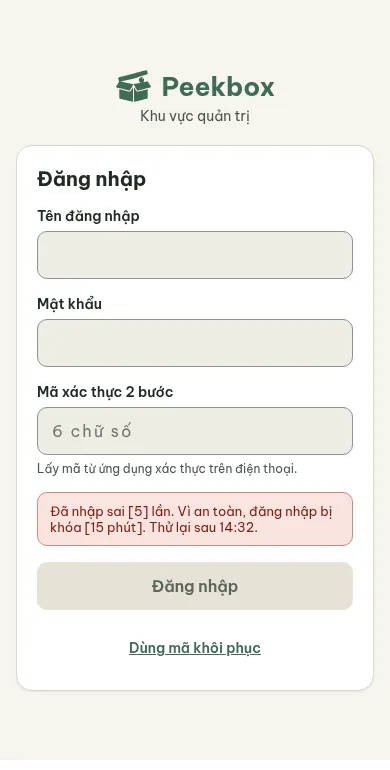 Peekbox
Khu vực quản trị
Đăng nhập
Tên đăng nhập
Mật khẩu
Mã xác thực 2 bước
6 chữ số
Lấy mã từ ứng dụng xác thực trên điện thoại.
Đã nhập sai [5] lần. Vì an toàn, đăng nhập bị
khóa [15 phút]. Thử lại sau 14:32.
Đăng nhập
Dùng mã khôi phục